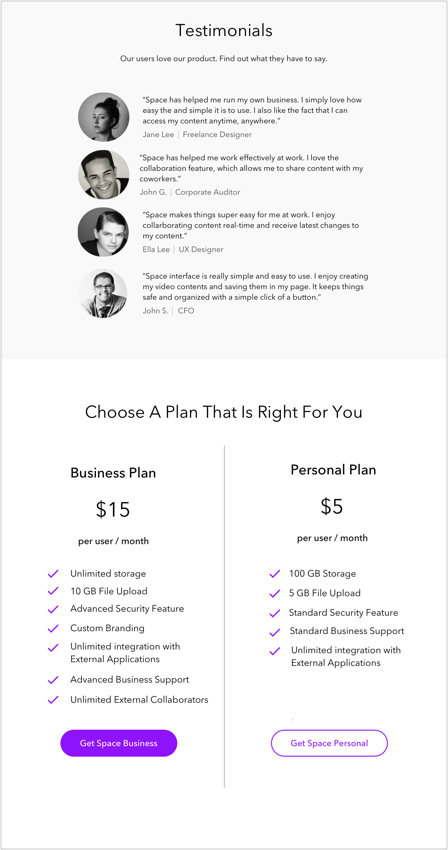 Testimonials
Our users love our product. Find out what they have to say.
“Space has helped me run my own business. I simply love how
easy the and simple it is to use. I also like the fact that I can
access my content anytime, anywhere.”
Jane Lee | Freelance Designer
“Space has helped me work effectively at work. I love the
collaboration feature, which allows me to share content with my
coworkers.”
John G. | Corporate Auditor
“Space makes things super easy for me at work. I enjoy
collarborating content real-time and receive latest changes to
my content.”
Ella Lee | UX Designer
“Space interface is really simple and easy to use. I enjoy creating
my video contents and saving them in my page. It keeps things
safe and organized with a simple click of a button.”
John S. | CFO
Choose A Plan That Is Right For You
Business Plan
$15
per user / month
Unlimited storage
10 GB File Upload
Advanced Security Feature
Custom Branding
Unlimited integration with
External Applications
Advanced Business Support
Unlimited External Collaborators
Get Space Business
Personal Plan
$5
per user / month
100 GB Storage
5 GB File Upload
Standard Security Feature
Standard Business Support
Unlimited integration with
External Applications
Get Space Personal